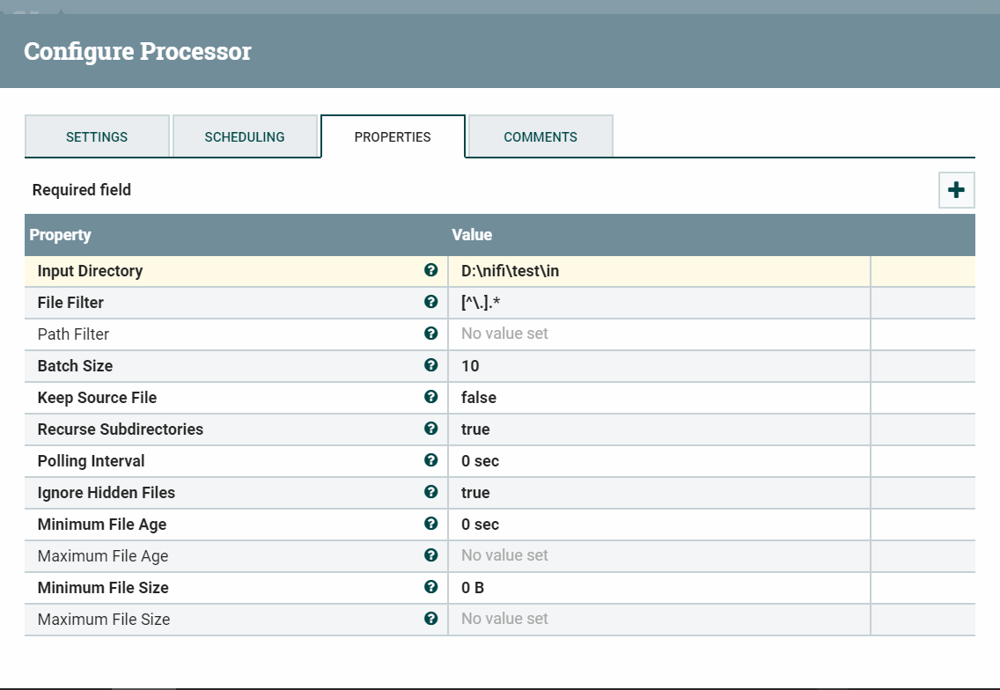 Configure Processor
SETTINGS SCHEDULING PROPERTIES COMMENTS
Required field
Property Value
Input Directory D:\nifi\test\in
File Filter [^\.].*
Path Filter No value set
Batch Size 10
Keep Source File false
Recurse Subdirectories true
Polling Interval 0 sec
Ignore Hidden Files true
Minimum File Age 0 sec
Maximum File Age No value set
Minimum File Size 0 B
Maximum File Size No value set